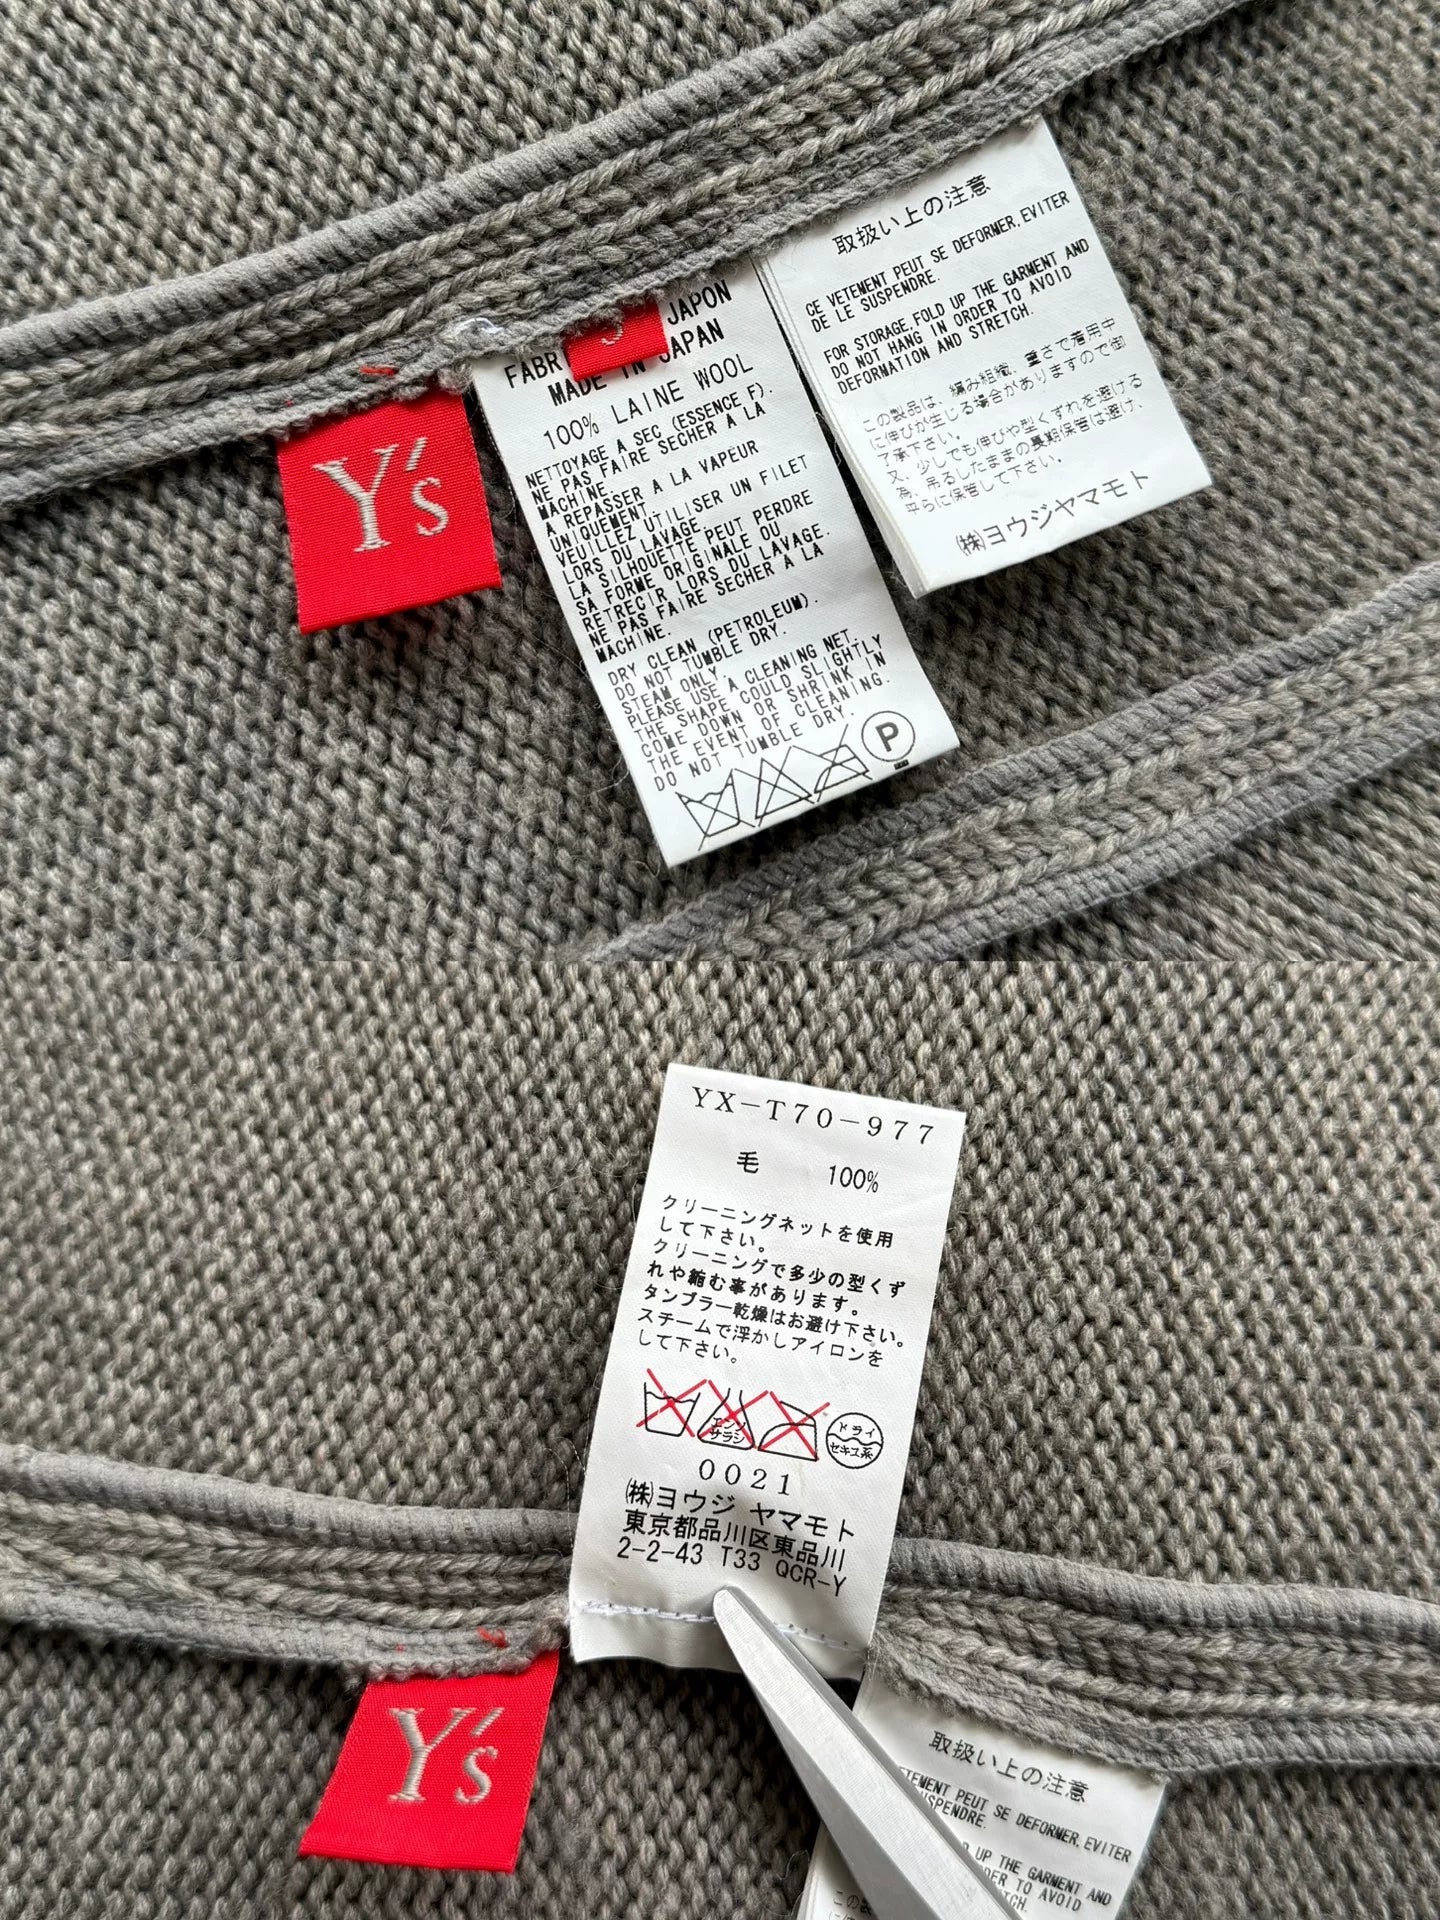 Y's
S
FABR
JAPON
MADE IN JAPAN
100% LAINE WOOL
NETTOYAGE A SEC (ESSENCE F).
NE PAS FAIRE SECHER A LA
MACHINE.
A REPASSER A LA VAPEUR
UNIQUEMENT.
VEUILLEZ UTILISER UN FILET
LORS DU LAVAGE.
LA SILHOUETTE PEUT PERDRE
SA FORME ORIGINALE OU
RETRECIR LORS DU LAVAGE.
NE PAS FAIRE SECHER A LA
MACHINE.
DRY CLEAN (PETROLEUM).
DO NOT TUMBLE DRY.
STEAM ONLY.
PLEASE USE A CLEANING NET.
THE SHAPE COULD SLIGHTLY
COME DOWN OR SHRINK IN
THE EVENT OF CLEANING.
DO NOT TUMBLE DRY.
P
取扱い上の注意
CE VETEMENT PEUT SE DEFORMER,EVITER
DE LE SUSPENDRE.
FOR STORAGE,FOLD UP THE GARMENT AND
DO NOT HANG IN ORDER TO AVOID
DEFORMATION AND STRETCH.
この製品は、編み組織、重さで着用中
に伸びが生じる場合がありますので御
了承下さい。
又、少しでも伸びや型くずれを避ける
為、吊るしたままの長期保管は避け、
平らに保管して下さい。
㈱ヨウジヤマモト
YX-T70-977
毛 100%
クリーニングネットを使用
して下さい。
クリーニングで多少の型くず
れや縮む事があります。
タンブラー乾燥はお避け下さい。
スチームで浮かしアイロンを
して下さい。
エンソ
サラシ
ドライ
セキユ系
0021
㈱ヨウジ ヤマモト
東京都品川区東品川
2-2-43 T33 QCR-Y
Y's
取扱い上の注意
TEMENT PEUT SE DEFORMER,EVITER
USPENDRE.
D UP THE GARMENT AND
DER TO AVOID
TCH.
この